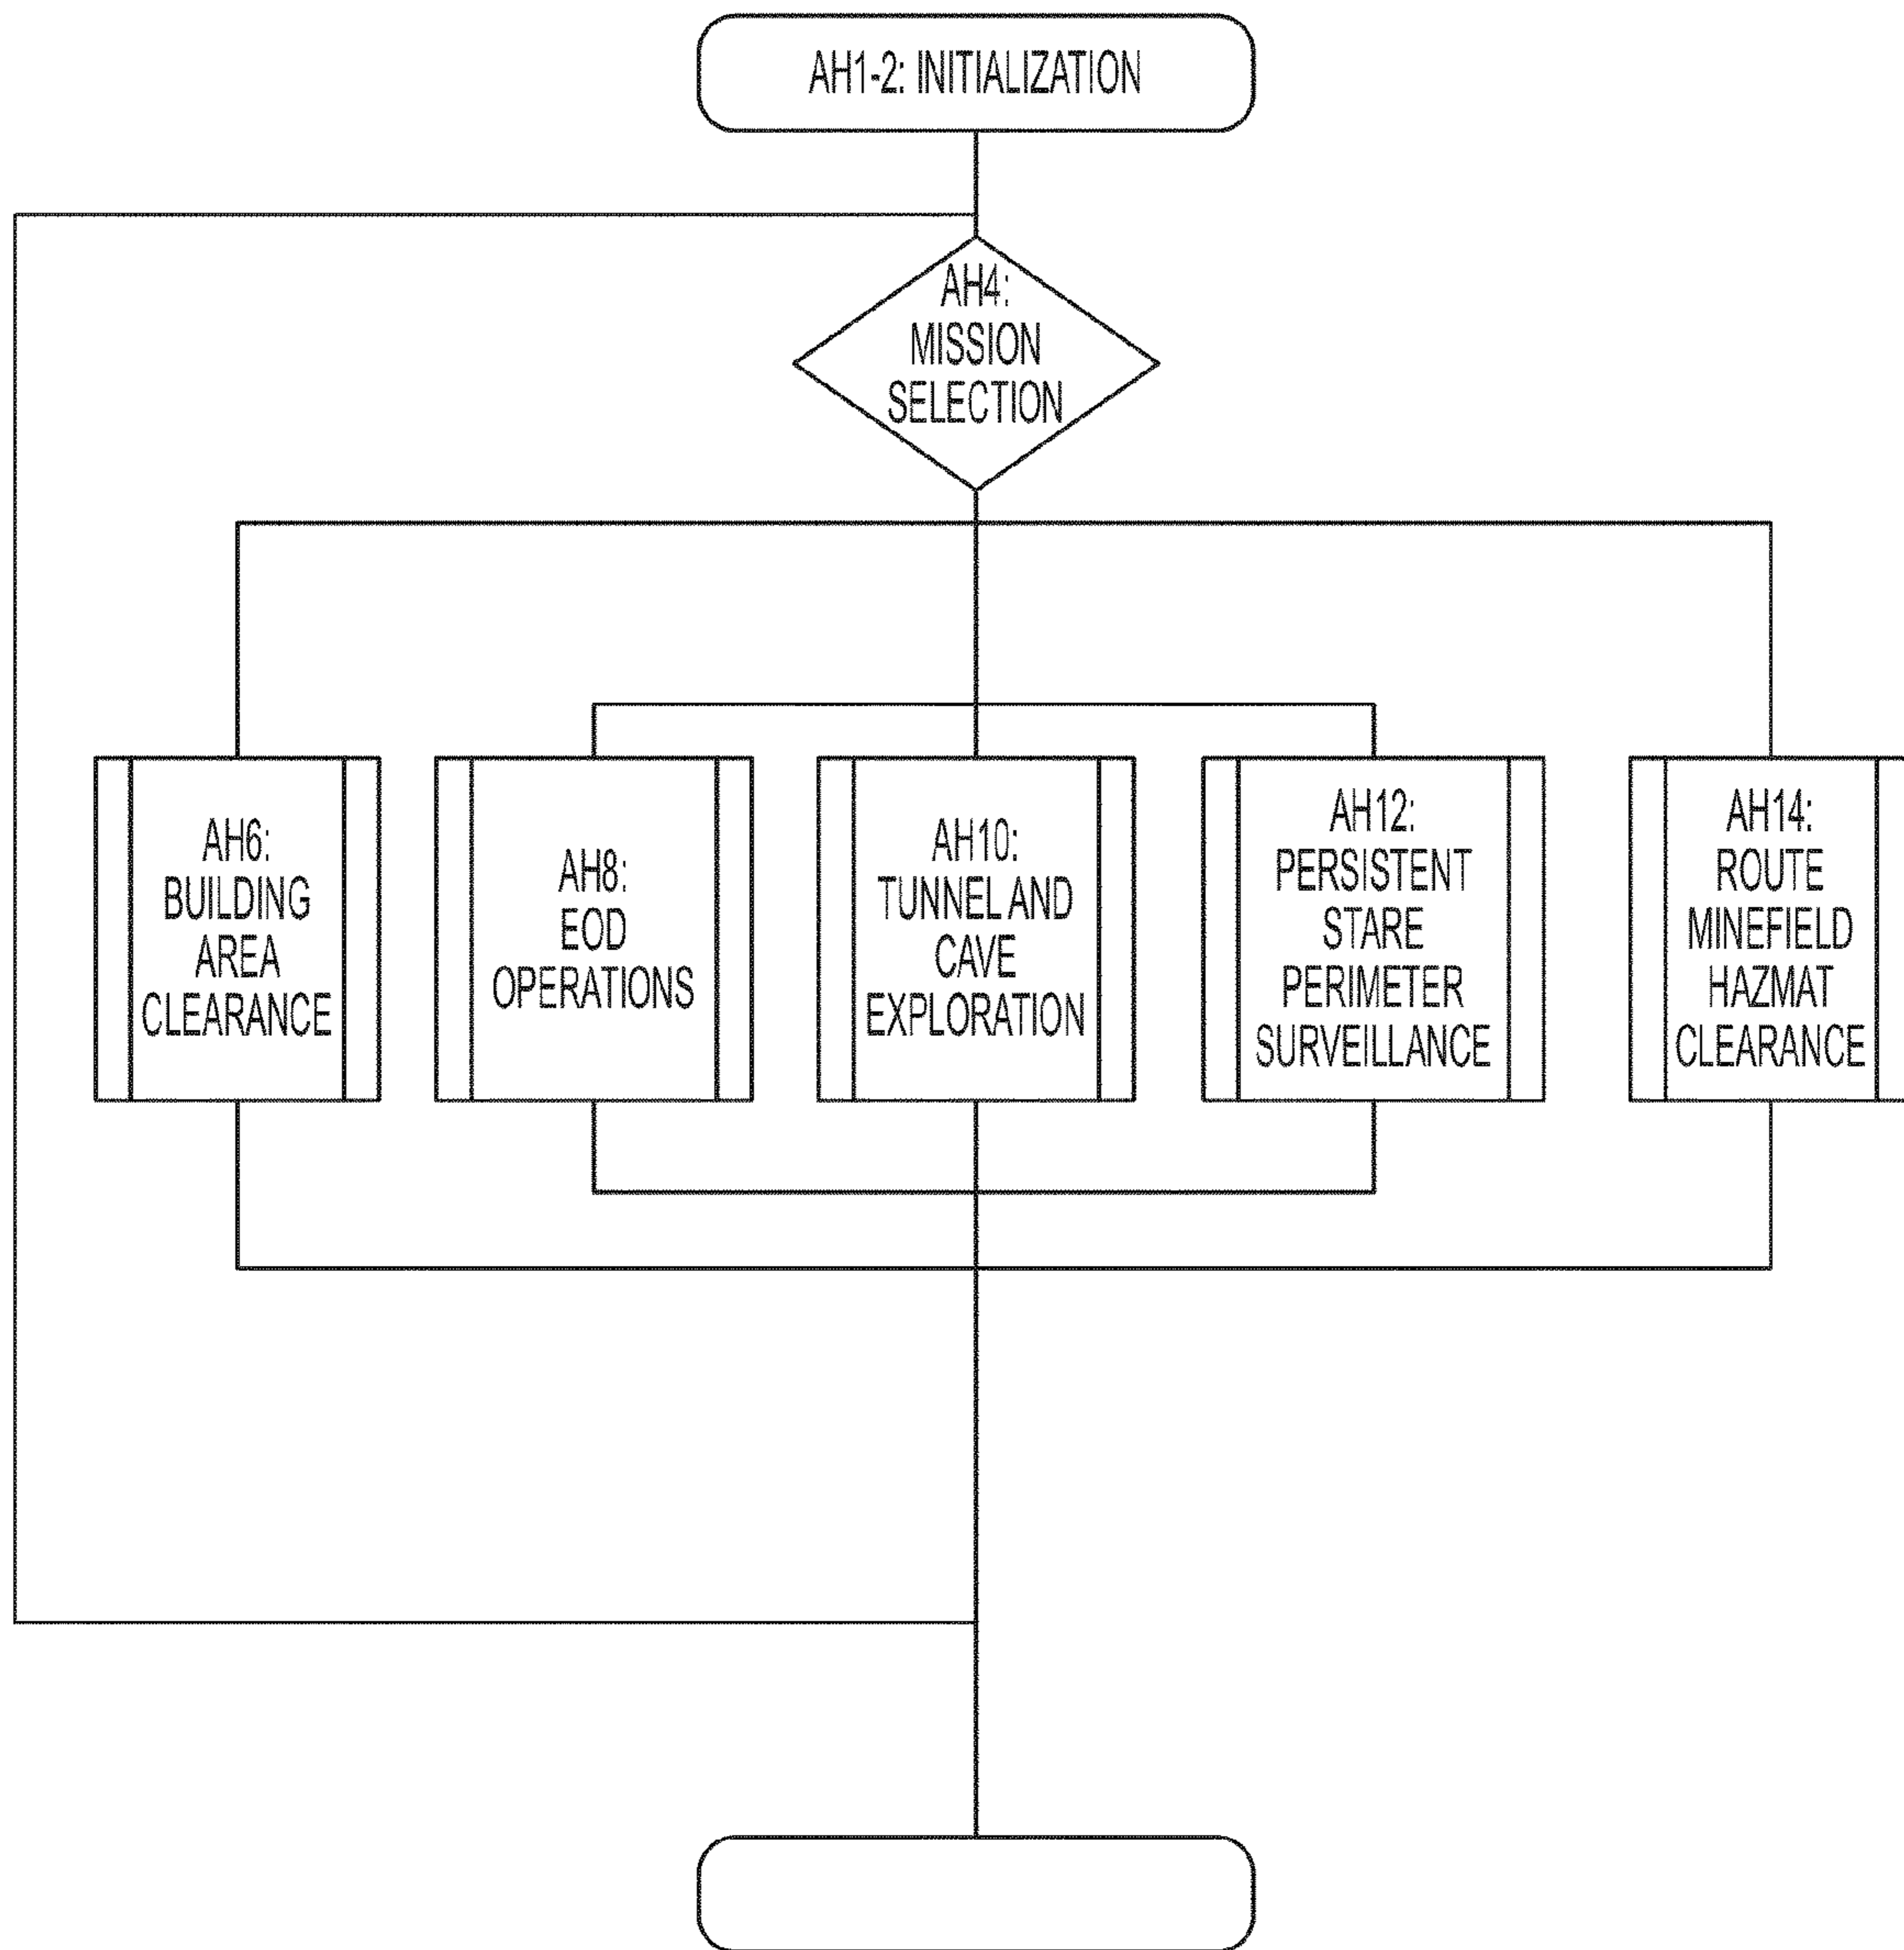 AH1-2: INITIALIZATION
AH4:
MISSION
SELECTION
AH6:
BUILDING
AREA
CLEARANCE
AH8:
EOD
OPERATIONS
AH10:
TUNNEL AND
CAVE
EXPLORATION
AH12:
PERSISTENT
STARE
PERIMETER
SURVEILLANCE
AH14:
ROUTE
MINEFIELD
HAZMAT
CLEARANCE